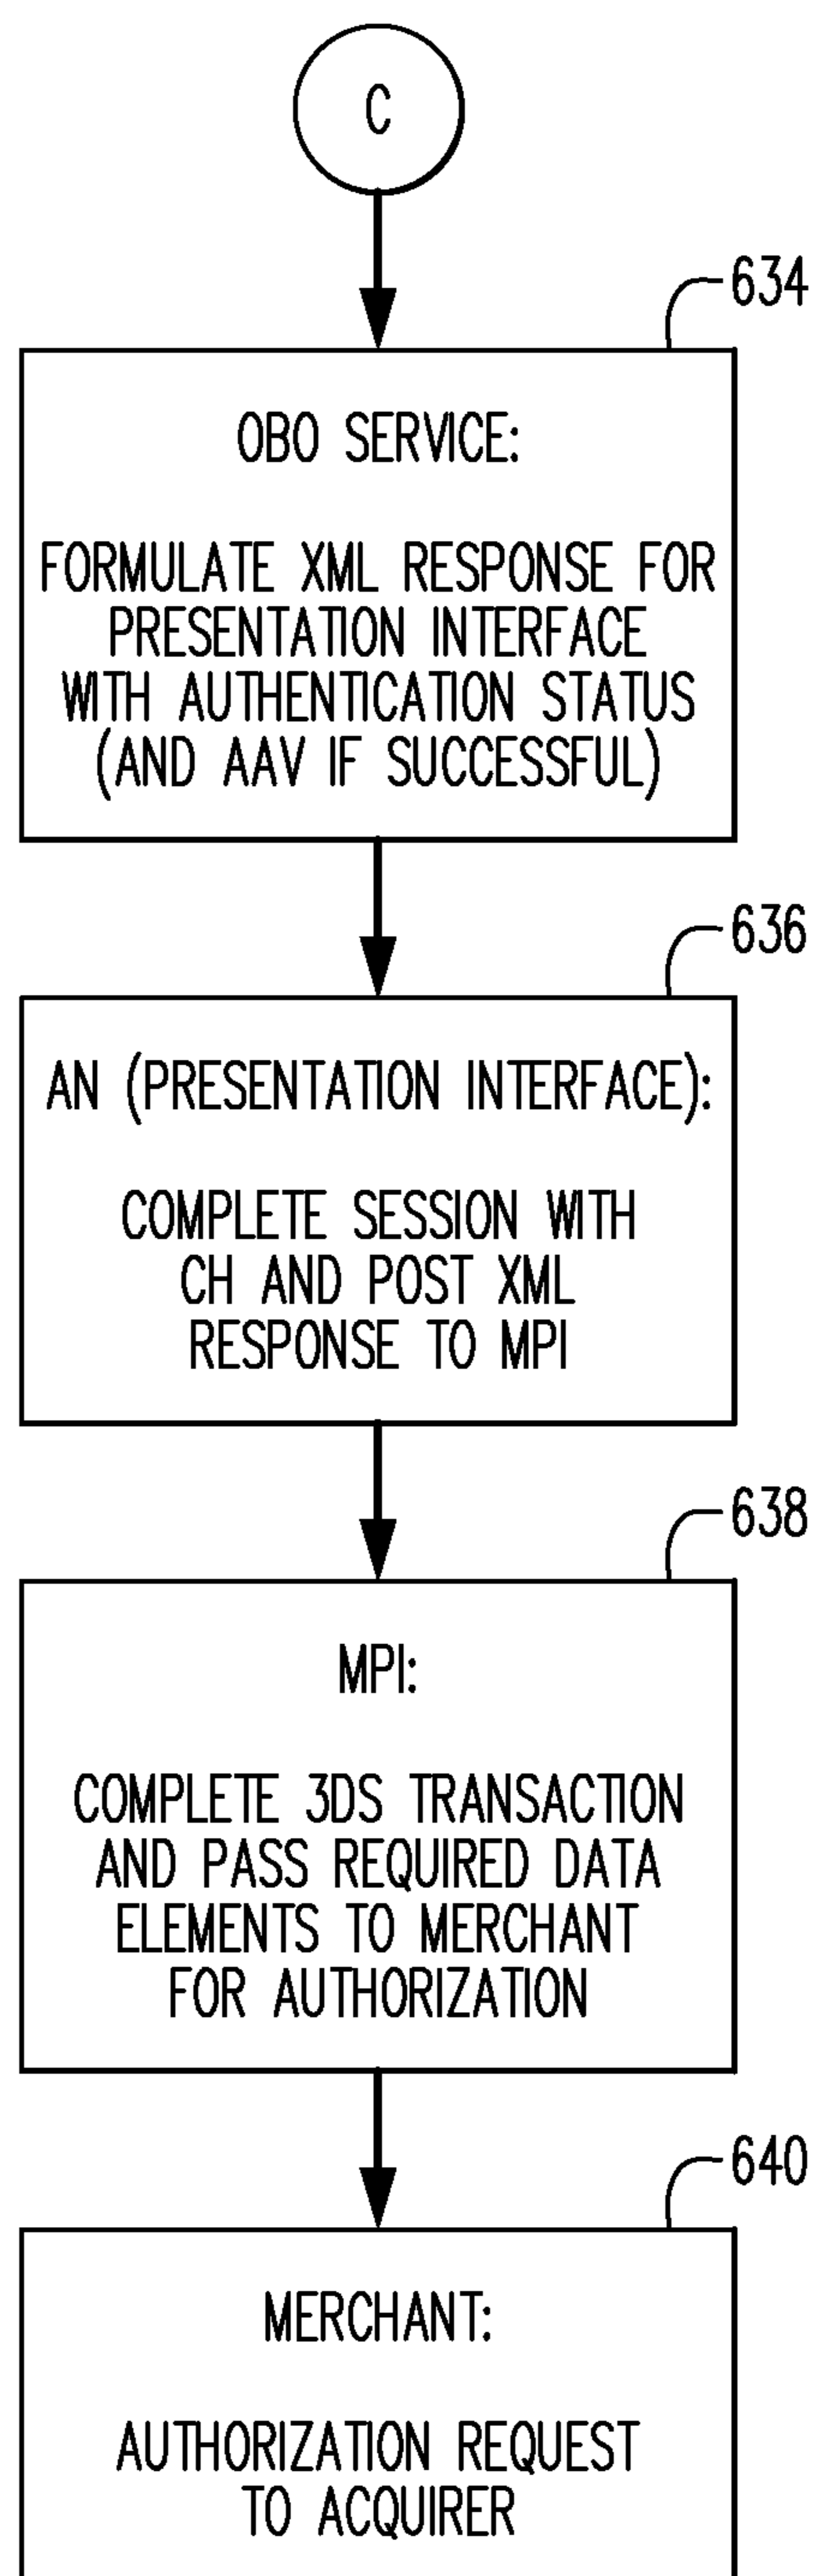 C
634
OBO SERVICE:
FORMULATE XML RESPONSE FOR
PRESENTATION INTERFACE
WITH AUTHENTICATION STATUS
(AND AAV IF SUCCESSFUL)
636
AN (PRESENTATION INTERFACE):
COMPLETE SESSION WITH
CH AND POST XML
RESPONSE TO MPI
638
MPI:
COMPLETE 3DS TRANSACTION
AND PASS REQUIRED DATA
ELEMENTS TO MERCHANT
FOR AUTHORIZATION
640
MERCHANT:
AUTHORIZATION REQUEST
TO ACQUIRER